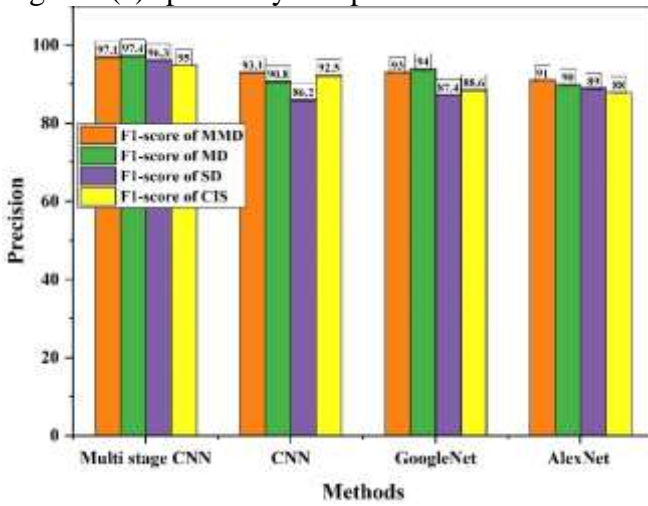 100
80
60
40
20
0
Precision
97.1 97.4 96.3 95
93.1 90.8 86.2 92.5
93 94 87.4 88.6
91 90 89 88
F1-score of MMD
F1-score of MD
F1-score of SD
F1-score of CIS
Multi stage CNN CNN GoogleNet AlexNet
Methods